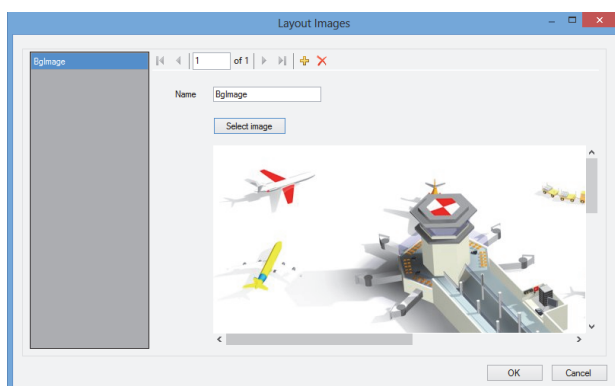 Layout Images
BgImage
1 of 1
Name BgImage
Select image
OK Cancel